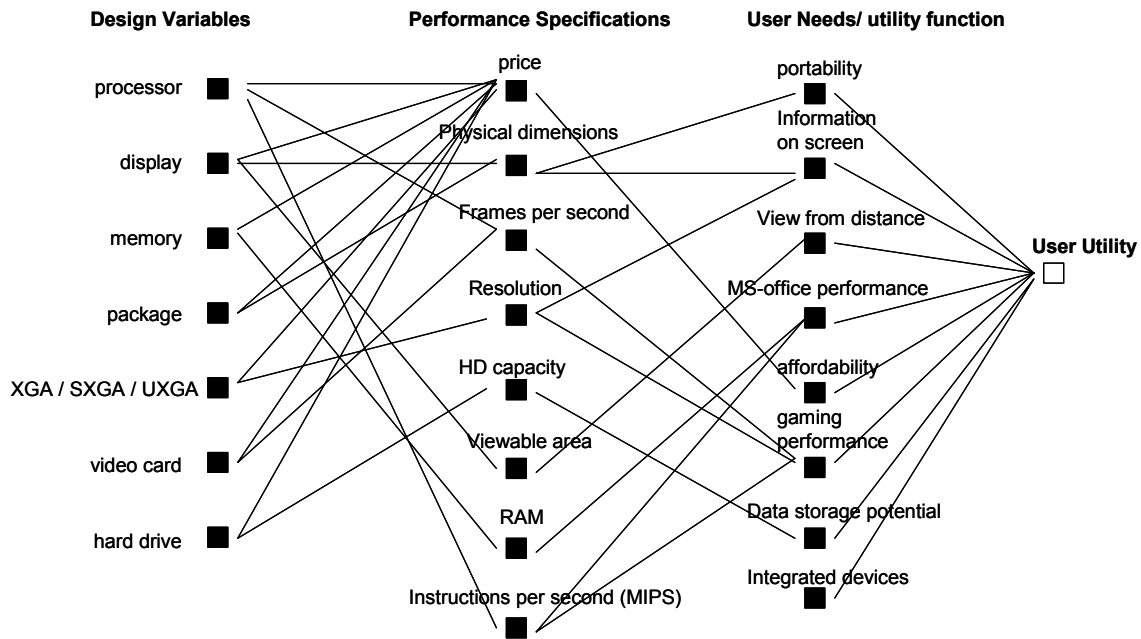 Design Variables
Performance Specifications
User Needs/ utility function
processor
display
memory
package
XGA / SXGA / UXGA
video card
hard drive
price
Physical dimensions
Frames per second
Resolution
HD capacity
Viewable area
RAM
Instructions per second (MIPS)
portability
Information
on screen
View from distance
MS-office performance
affordability
gaming
performance
Data storage potential
Integrated devices
User Utility